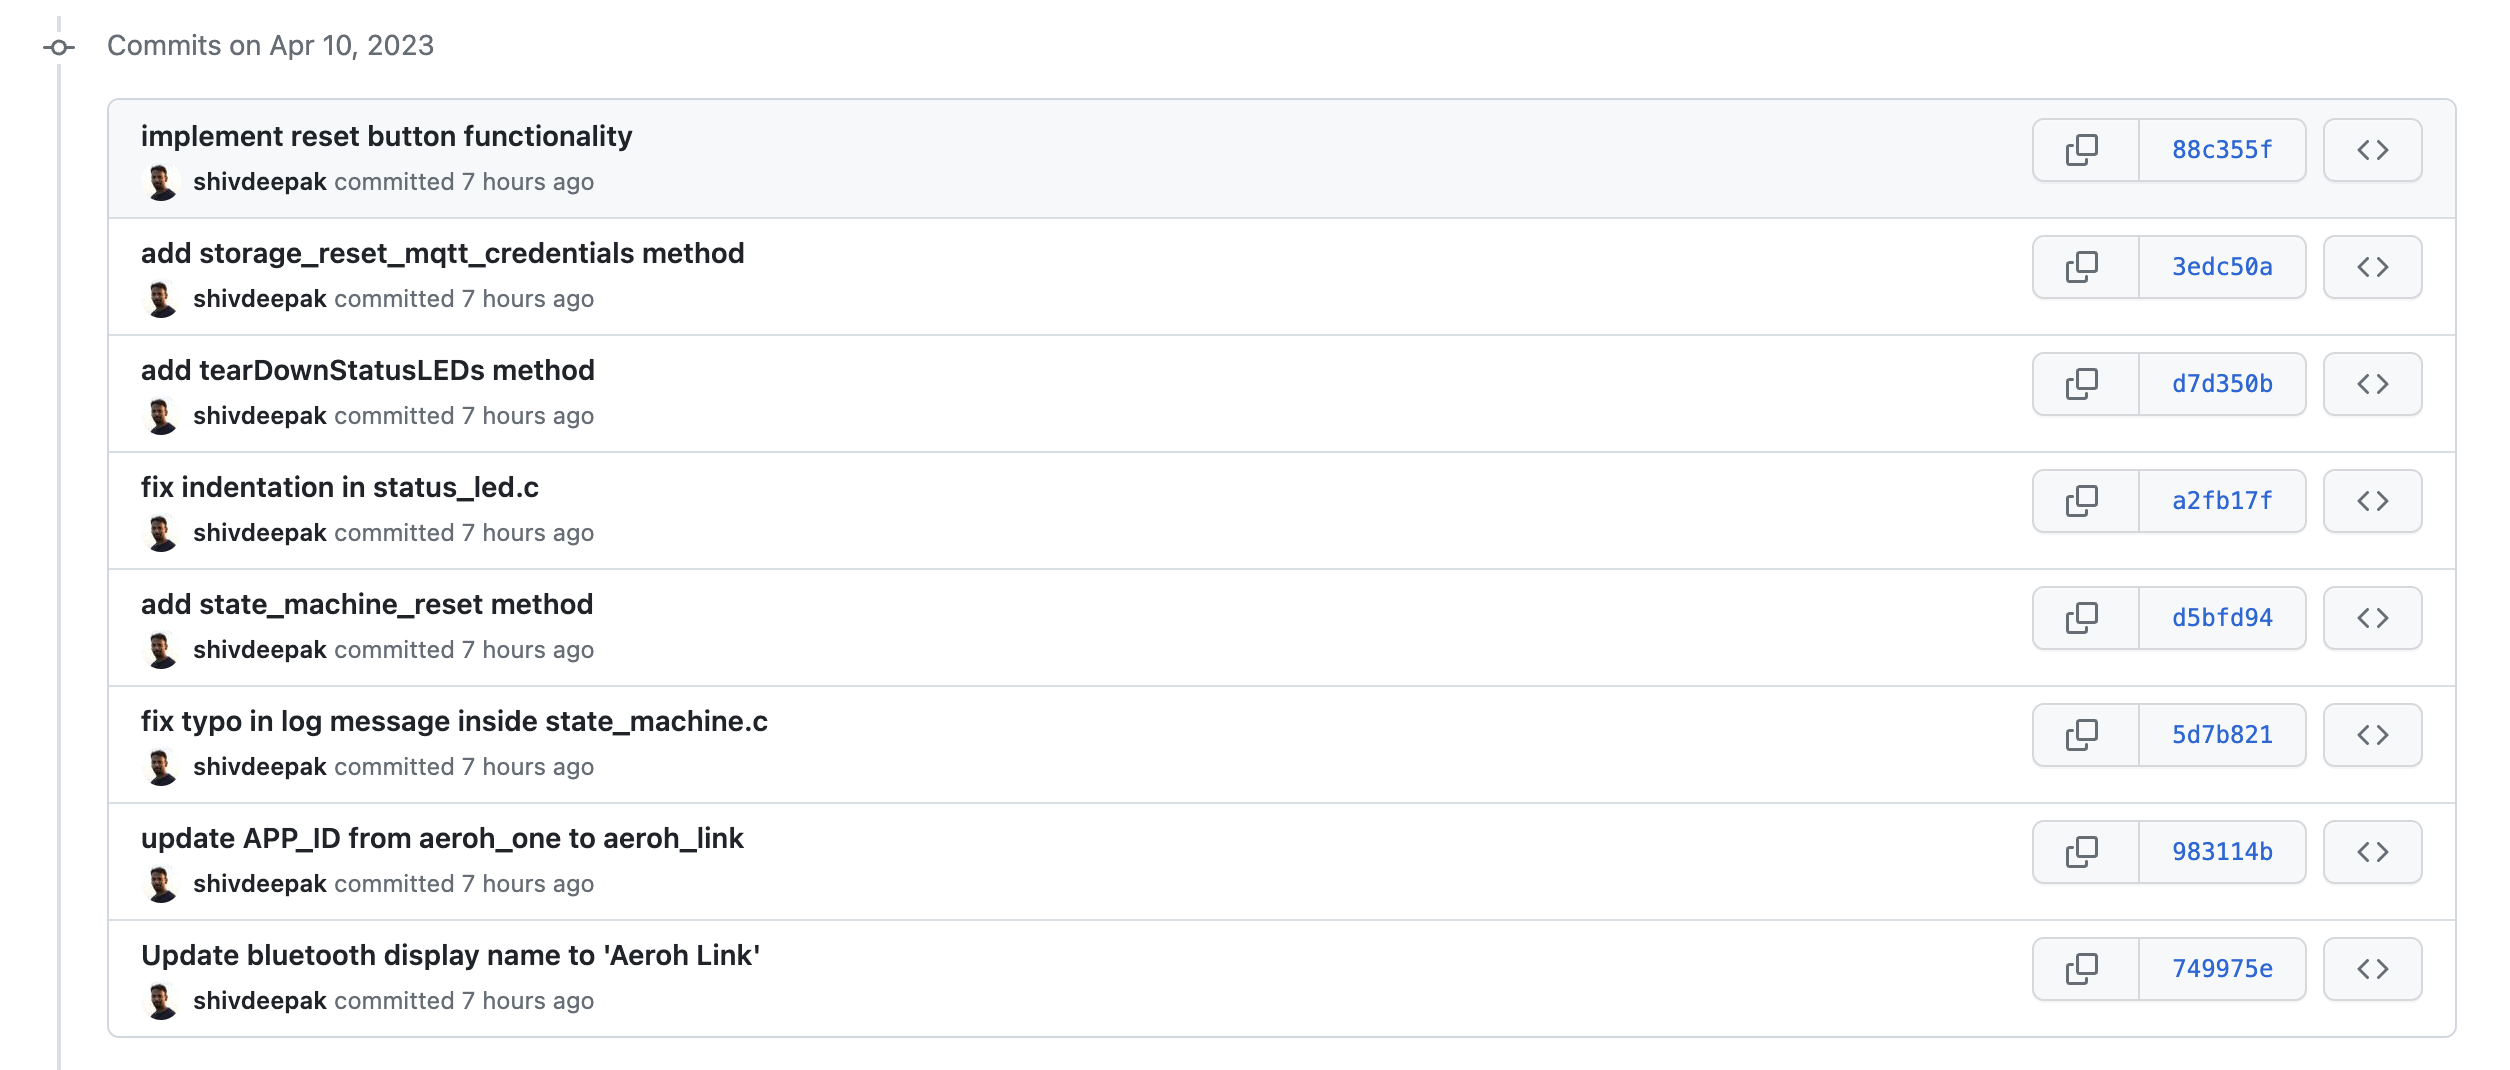 Commits on Apr 10, 2023
implement reset button functionality
88c355f
shivdeepak committed 7 hours ago
add storage_reset_mqtt_credentials method
3edc50a
shivdeepak committed 7 hours ago
add tearDownStatusLEDs method
d7d350b
shivdeepak committed 7 hours ago
fix indentation in status_led.c
a2fb17f
shivdeepak committed 7 hours ago
add state_machine_reset method
d5bfd94
shivdeepak committed 7 hours ago
fix typo in log message inside state_machine.c
5d7b821
shivdeepak committed 7 hours ago
update APP_ID from aeroh_one to aeroh_link
983114b
shivdeepak committed 7 hours ago
Update bluetooth display name to 'Aeroh Link'
749975e
shivdeepak committed 7 hours ago